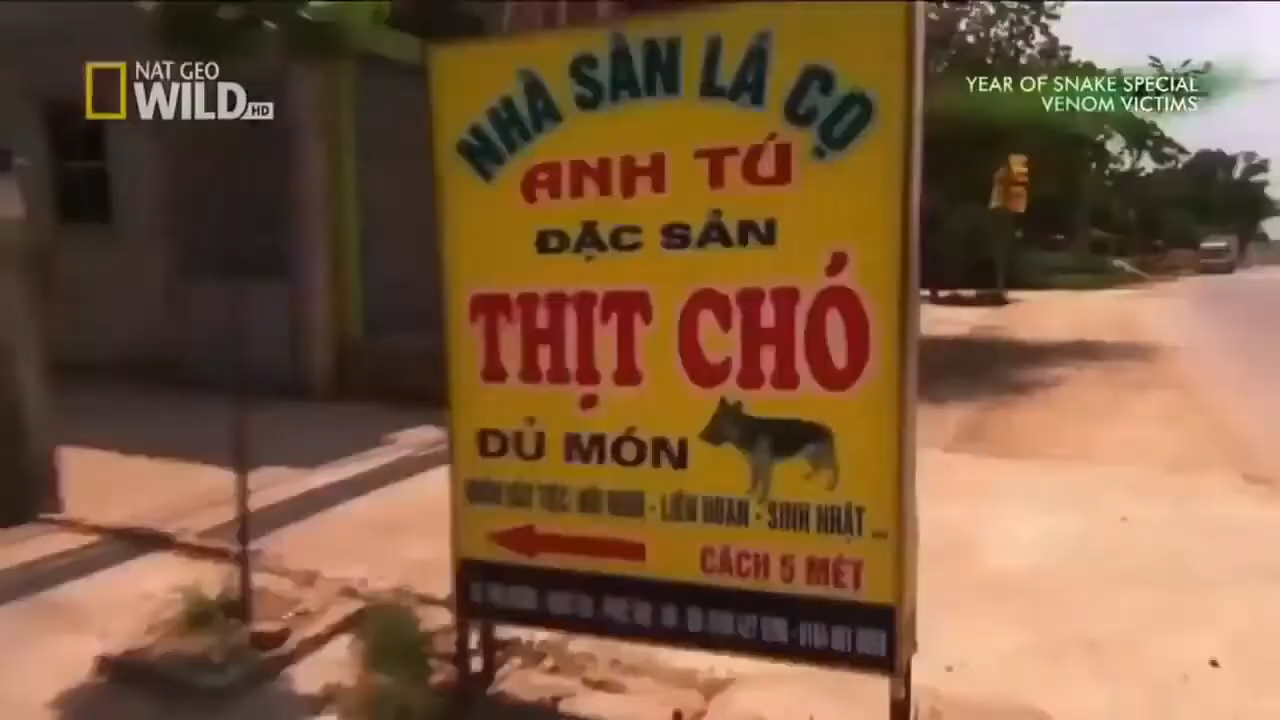 NAT GEO
WILD HD
YEAR OF SNAKE SPECIAL
VENOM VICTIMS
NHÀ SÀN LÁ CỌ
ANH TÚ
ĐẶC SẢN
THỊT CHÓ
ĐỦ MÓN
- LIÊN HOAN - SINH NHẬT ...
CÁCH 5 MÉT